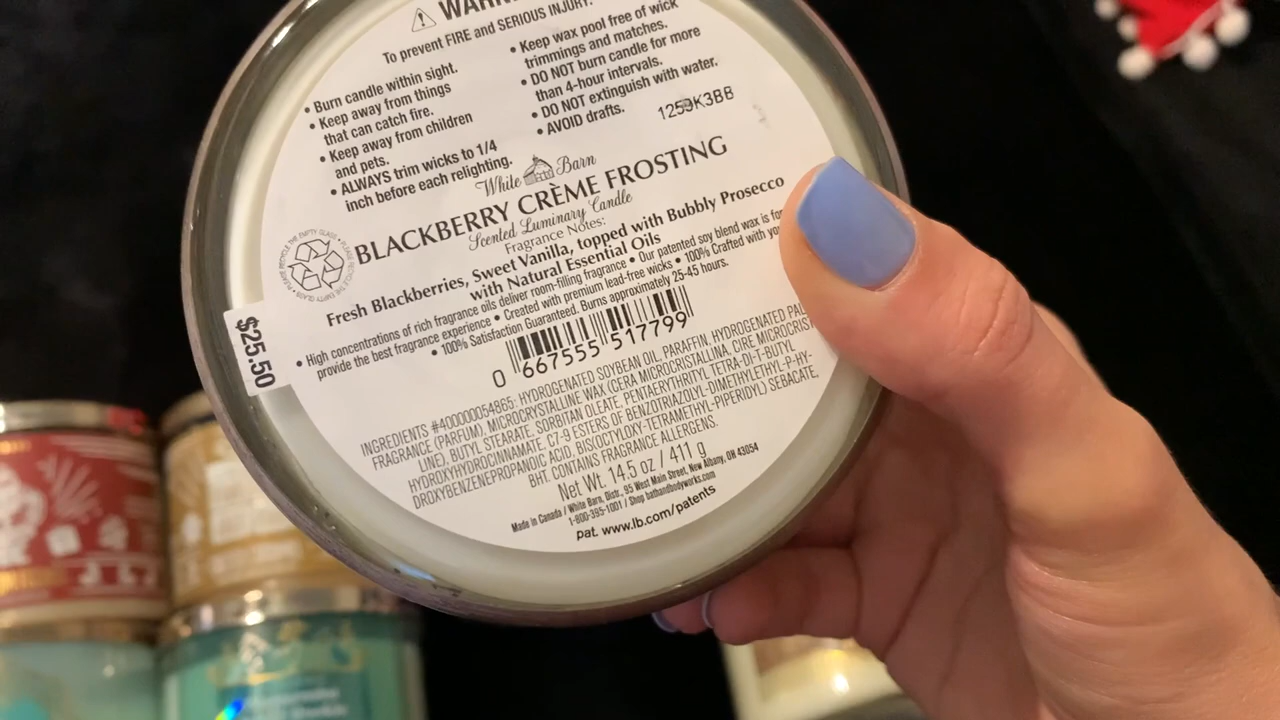 WARN
To prevent FIRE and SERIOUS INJURY:
• Burn candle within sight.
• Keep away from things
that can catch fire.
• Keep away from children
and pets.
• ALWAYS trim wicks to 1/4
inch before each relighting.
• Keep wax pool free of wick
trimmings and matches.
• DO NOT burn candle for more
than 4-hour intervals.
• DO NOT extinguish with water.
• AVOID drafts.
1259K3BB
White Barn
BLACKBERRY CRÈME FROSTING
Scented Luminary Candle
Fragrance Notes:
Fresh Blackberries, Sweet Vanilla, topped with Bubbly Prosecco
with Natural Essential Oils
• High concentrations of rich fragrance oils deliver room-filling fragrance • Our patented soy blend wax is for
provide the best fragrance experience • Created with premium lead-free wicks • 100% Crafted with you
• 100% Satisfaction Guaranteed. Burns approximately 25-45 hours.
PLEASE RECYCLE THE EMPTY GLASS •
$25.50
0 667555 517799
INGREDIENTS #400000054865: HYDROGENATED SOYBEAN OIL, PARAFFIN, HYDROGENATED PAL
FRAGRANCE (PARFUM), MICROCRYSTALLINE WAX (CERA MICROCRISTALLINA, CIRE MICROCRIST
LINE), BUTYL STEARATE, SORBITAN OLEATE, PENTAERYTHRITYL TETRA-DI-T-BUTYL
HYDROXYHYDROCINNAMATE, C7-9 ESTERS OF BENZOTRIAZOLYL-DIMETHYLETHYL-P-HY-
DROXYBENZENEPROPANOIC ACID, BISOCTYLOXY-TETRAMETHYL-PIPERIDYL) SEBACATE,
BHT. CONTAINS FRAGRANCE ALLERGENS.
Net Wt. 14.5 oz / 411 g
Made in Canada / White Barn, Distr., 95 West Main Street, New Albany, OH 43054
1-800-395-1001 / Shop bathandbodyworks.com
pat. www.lb.com/patents